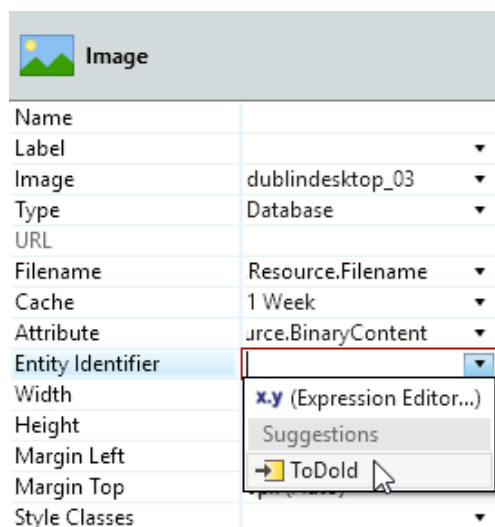 Image
Name
Label
Image dublindesktop_03
Type Database
URL
Filename .Resource.Filename
Cache 1 Week
Attribute urce.BinaryContent
Entity Identifier
Width x.y (Expression Editor...)
Height Suggestions
Margin Left ToDoId
Margin Top
Style Classes